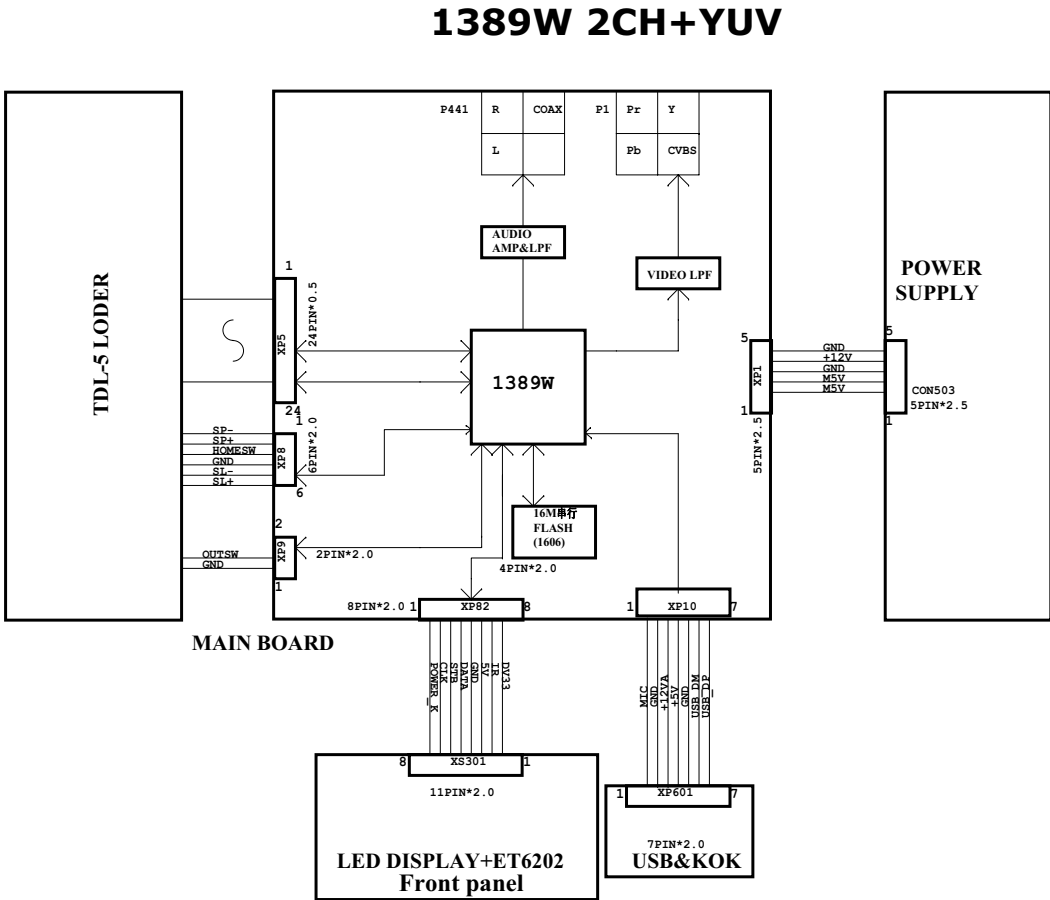 1389W 2CH+YUV
P441
R
COAX
L
P1
Pr
Y
Pb
CVBS
AUDIO
AMP&LPF
VIDEO LPF
TDL-5 LODER
1
XP5
24PIN*0.5
24
1389W
POWER
SUPPLY
5
XP1
1
5PIN*2.5
GND
+12V
GND
M5V
M5V
5
CON503
5PIN*2.5
1
1
XP8
6PIN*2.0
6
SP-
SP+
HOMESW
GND
SL-
SL+
2
XP9
1
2PIN*2.0
OUTSW
GND
16M串行
FLASH
(1606)
4PIN*2.0
8PIN*2.0
1
XP82
8
1
XP10
7
MAIN BOARD
POWER_K
CLK
STB
DATA
GND
5V
IR
DV33
MIC
GND
+12VA
+5V
GND
USB_DM
USB_DP
8
XS301
1
11PIN*2.0
LED DISPLAY+ET6202
Front panel
1
XP601
7
7PIN*2.0
USB&KOK